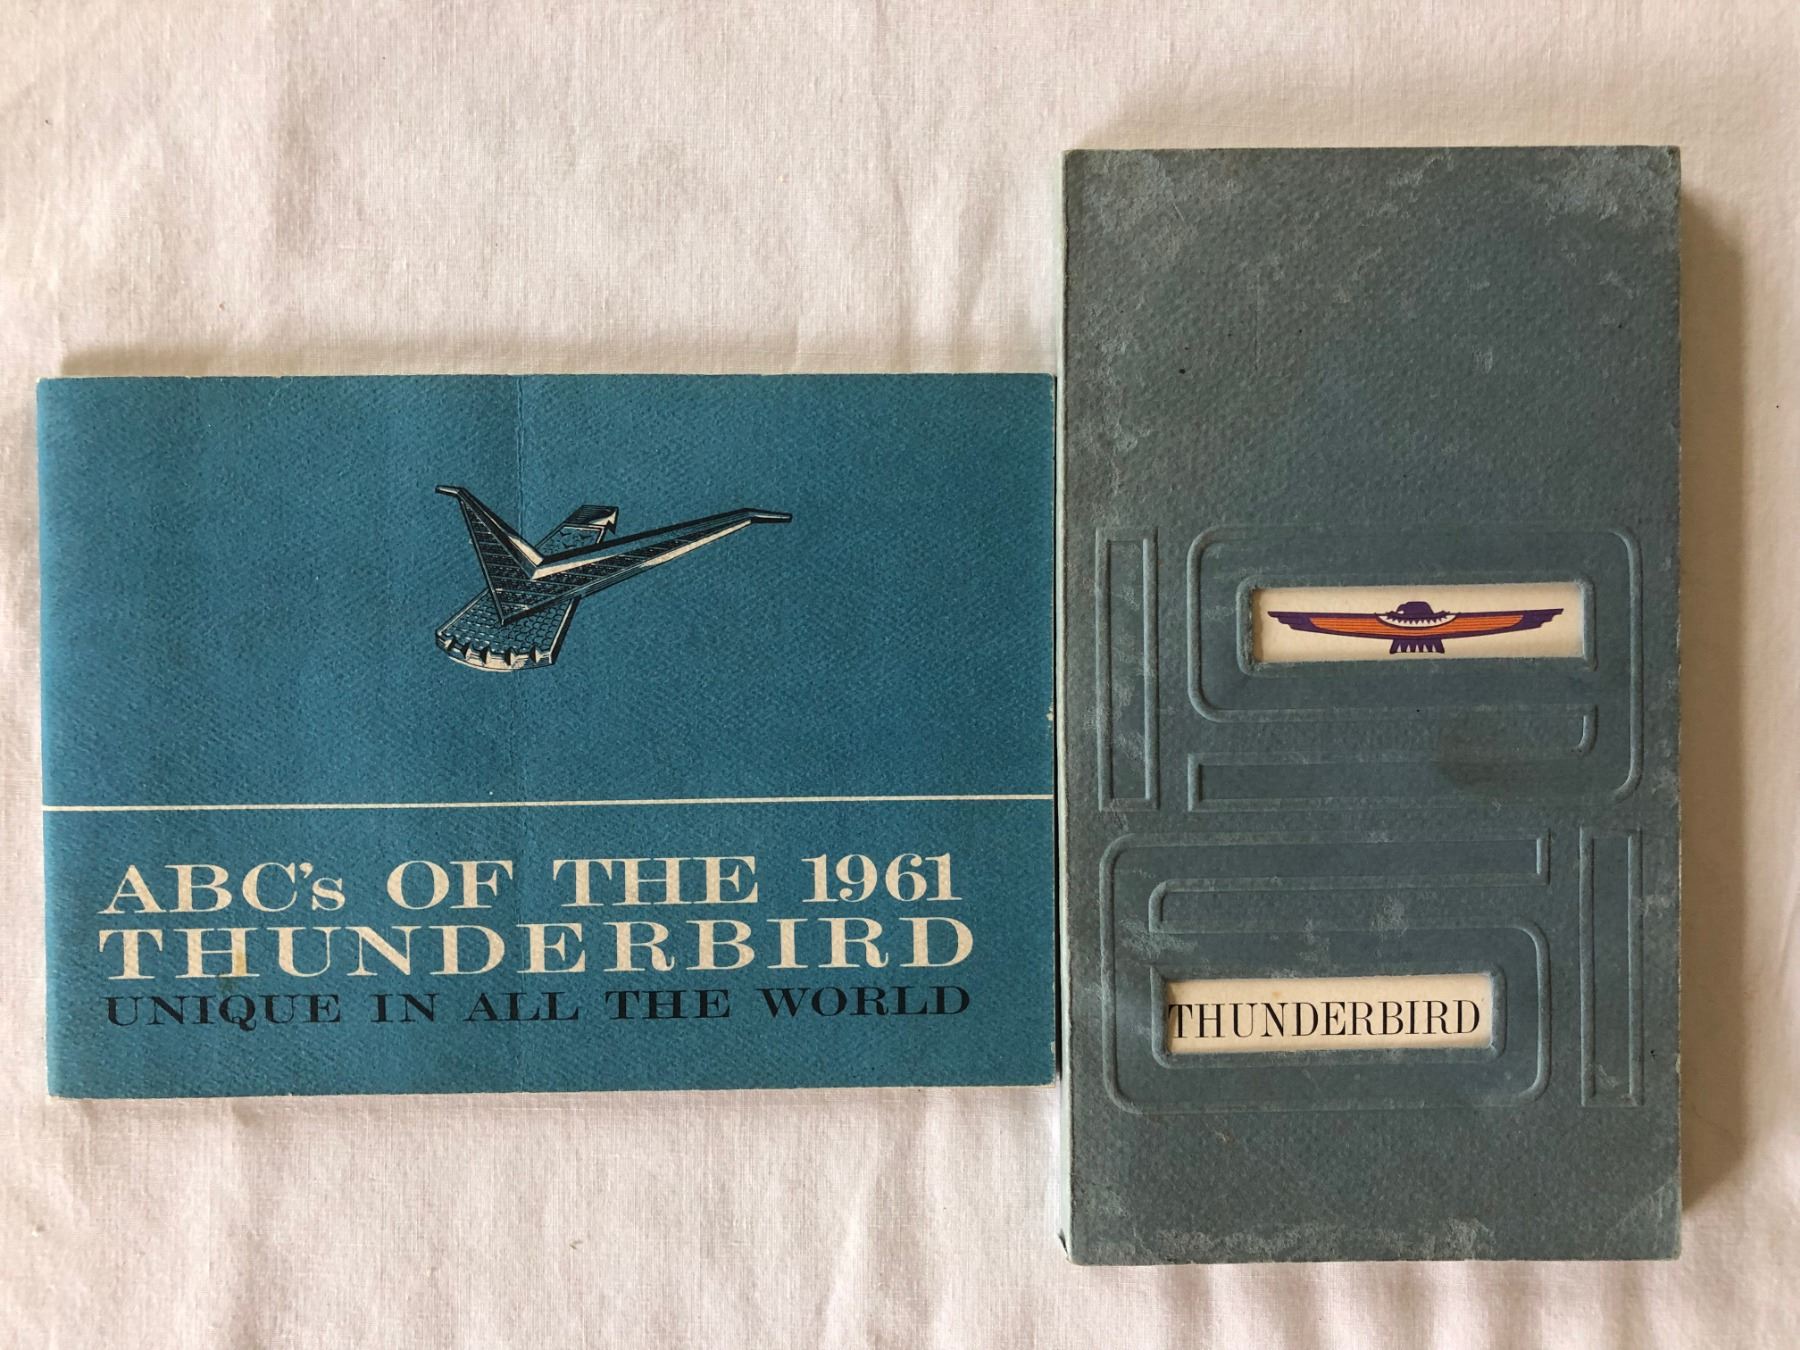 ABC's OF THE 1961
THUNDERBIRD
UNIQUE IN ALL THE WORLD
THUNDERBIRD